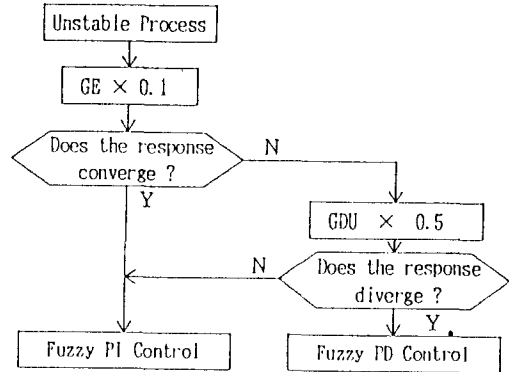 Unstable Process
GE × 0.1
Does the response
converge ?
N
Y
GDU × 0.5
Does the response
diverge ?
N
Y
Fuzzy PI Control
Fuzzy PD Control